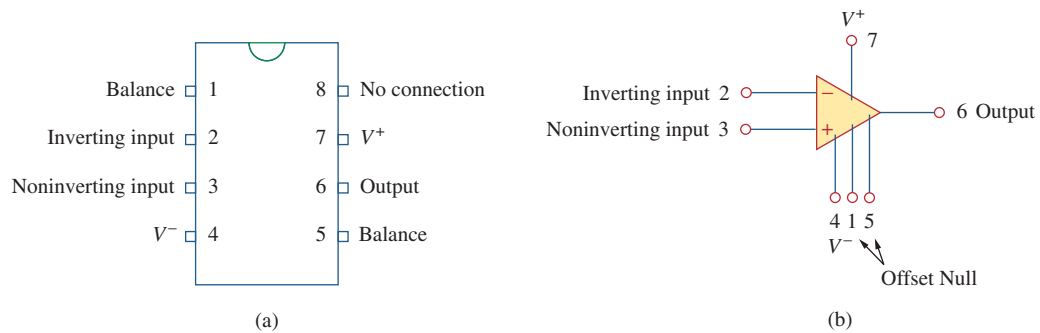 Balance 1 8 No connection
Inverting input 2 7 V+
Noninverting input 3 6 Output
V− 4 5 Balance
(a)
V+
7
Inverting input 2 −
6 Output
Noninverting input 3 +
4 1 5
V−
Offset Null
(b)